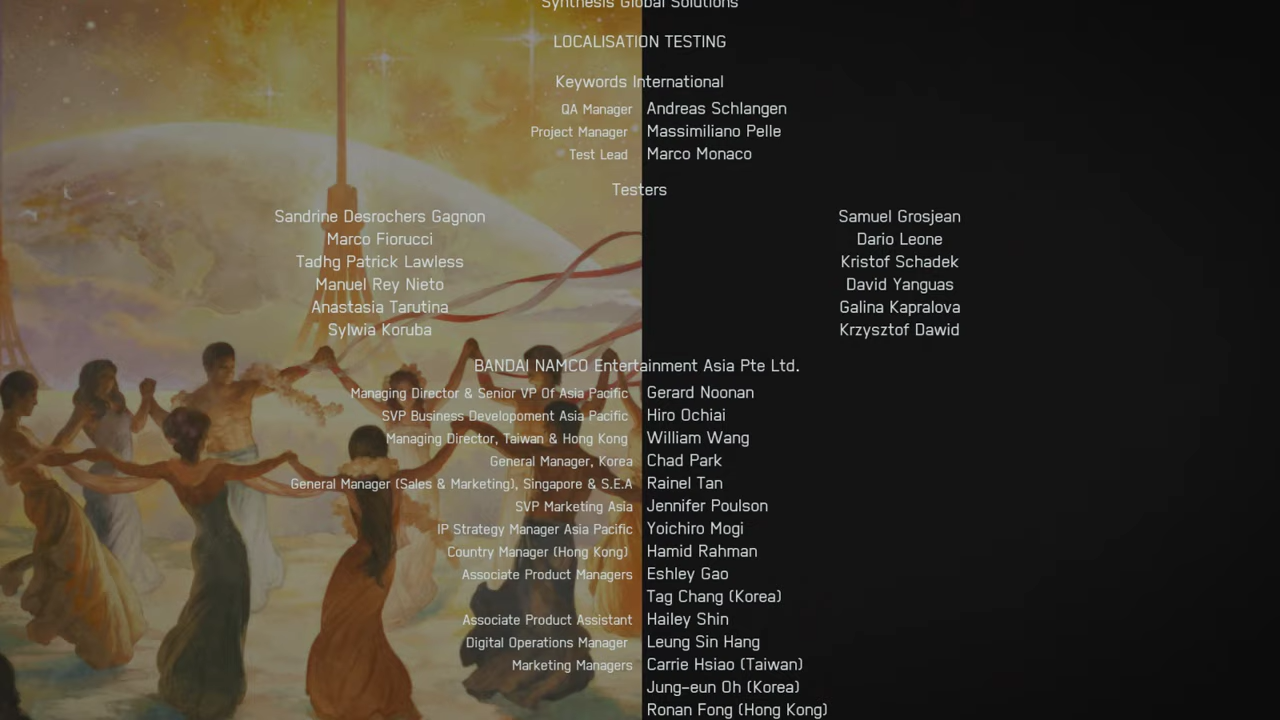 Synthesis Global Solutions
LOCALISATION TESTING
Keywords International
QA Manager Andreas Schlangen
Project Manager Massimiliano Pelle
Test Lead Marco Monaco
Testers
Sandrine Desrochers Gagnon Samuel Grosjean
Marco Fiorucci Dario Leone
Tadhg Patrick Lawless Kristof Schadek
Manuel Rey Nieto David Yanguas
Anastasia Tarutina Galina Kapralova
Sylwia Koruba Krzysztof Dawid
BANDAI NAMCO Entertainment Asia Pte Ltd.
Managing Director & Senior VP Of Asia Pacific Gerard Noonan
SVP Business Developoment Asia Pacific Hiro Ochiai
Managing Director, Taiwan & Hong Kong William Wang
General Manager, Korea Chad Park
General Manager (Sales & Marketing), Singapore & S.E.A Rainel Tan
SVP Marketing Asia Jennifer Poulson
IP Strategy Manager Asia Pacific Yoichiro Mogi
Country Manager (Hong Kong) Hamid Rahman
Associate Product Managers Eshley Gao
Tag Chang (Korea)
Associate Product Assistant Hailey Shin
Digital Operations Manager Leung Sin Hang
Marketing Managers Carrie Hsiao (Taiwan)
Jung-eun Oh (Korea)
Ronan Fong (Hong Kong)